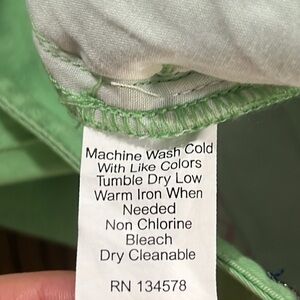 Machine Wash Cold
With Like Colors
Tumble Dry Low
Warm Iron When
Needed
Non Chlorine
Bleach
Dry Cleanable
RN 134578